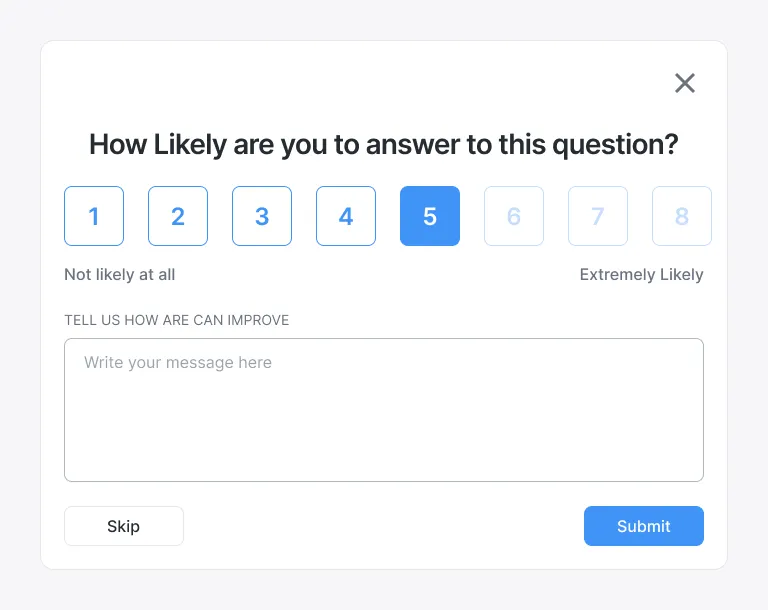 How Likely are you to answer to this question?
1 2 3 4 5 6 7 8
Not likely at all Extremely Likely
TELL US HOW ARE CAN IMPROVE
Write your message here
Skip Submit